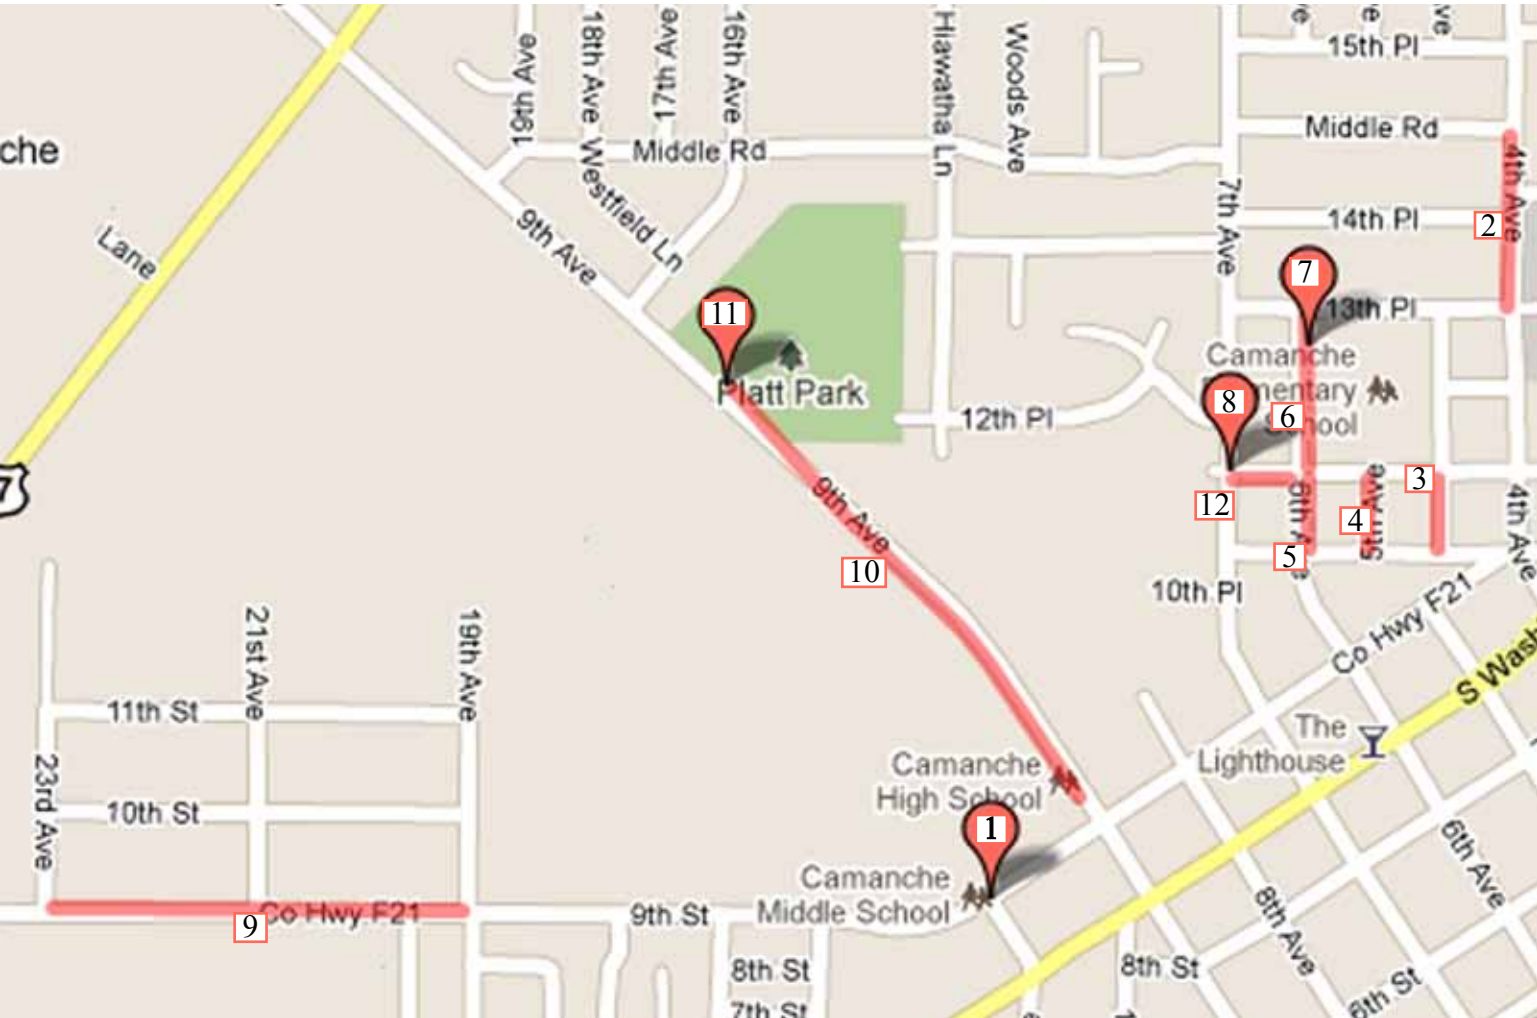 15th Pl
Middle Rd
4th Ave
14th Pl
2
7th Ave
Hiawatha Ln
Woods Ave
16th Ave
17th Ave
18th Ave
19th Ave
Middle Rd
Westfield Ln
9th Ave
che
Lane
7
11
Platt Park
12th Pl
7
13th Pl
Camanche
School
8
6
12
3
4
5
6th Ave
5th Ave
4th Ave
10th Pl
Co Hwy F21
S Wash
9th Ave
10
The
Lighthouse
Camanche
High School
1
Camanche
Middle School
21st Ave
19th Ave
11th St
23rd Ave
10th St
Co Hwy F21
9
9th St
8th St
7th St
8th St
8th Ave
6th Ave
6th St